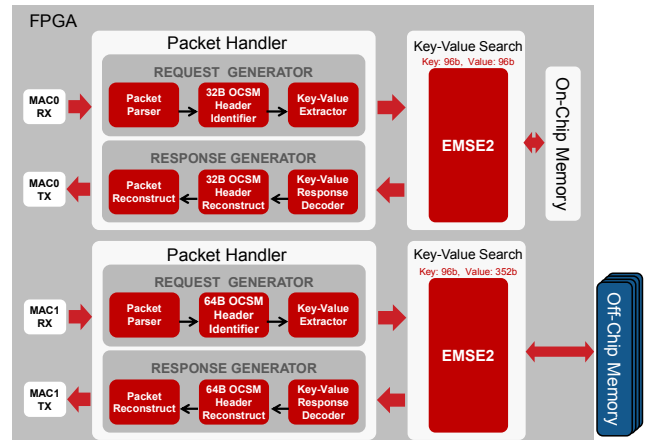 FPGA
Packet Handler
REQUEST GENERATOR
MAC0
RX
Packet
Parser
32B OCSM
Header
Identifier
Key-Value
Extractor
RESPONSE GENERATOR
MAC0
TX
Packet
Reconstruct
32B OCSM
Header
Reconstruct
Key-Value
Response
Decoder
Key-Value Search
Key: 96b, Value: 96b
EMSE2
On-Chip Memory
Packet Handler
REQUEST GENERATOR
MAC1
RX
Packet
Parser
64B OCSM
Header
Identifier
Key-Value
Extractor
RESPONSE GENERATOR
MAC1
TX
Packet
Reconstruct
64B OCSM
Header
Reconstruct
Key-Value
Response
Decoder
Key-Value Search
Key: 96b, Value: 352b
EMSE2
Off-Chip Memory